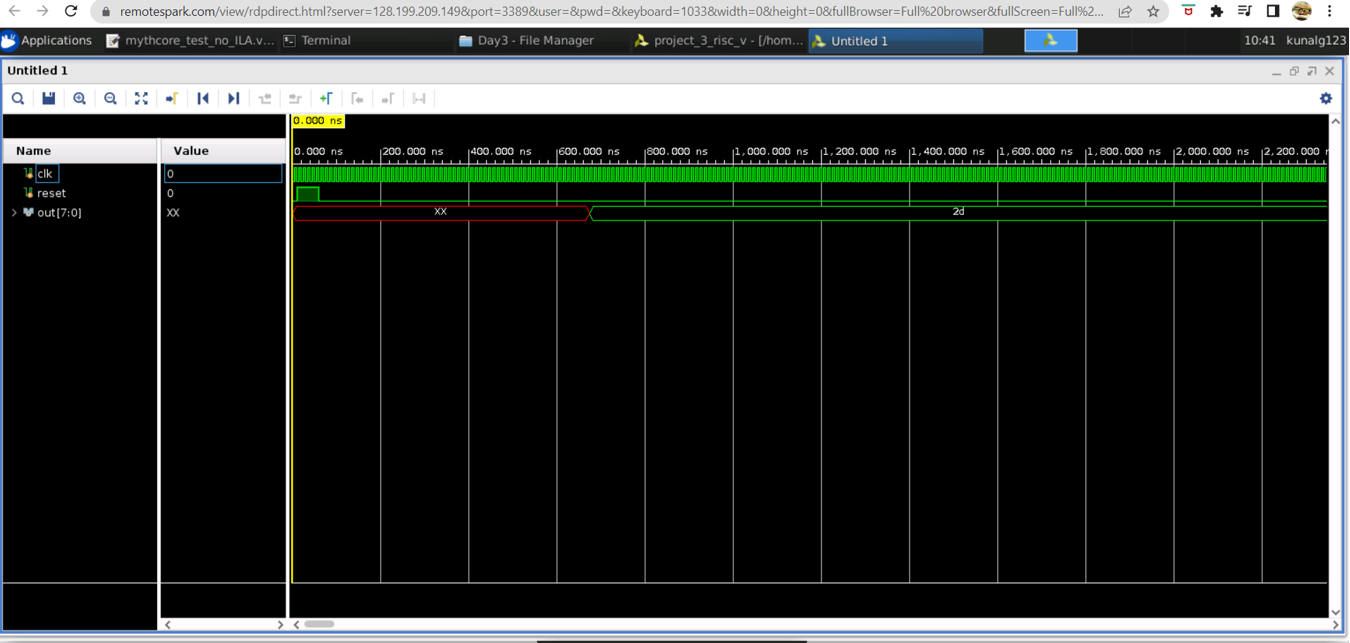 remotespark.com/view/rdpdirect.html?server=128.199.209.149&port=3389&user=&pwd=&keyboard=1033&width=0&height=0&fullBrowser=Full%20browser&fullScreen=Full%2...
Applications mythcore_test_no_ILA.v... Terminal Day3 - File Manager project_3_risc_v - [/hom... Untitled 1 10:41 kunalg123
Untitled 1
0.000 ns
Name Value 0.000 ns 200.000 ns 400.000 ns 600.000 ns 800.000 ns 1,000.000 ns 1,200.000 ns 1,400.000 ns 1,600.000 ns 1,800.000 ns 2,000.000 ns 2,200.000 n
clk 0
reset 0
out[7:0] XX XX 2d